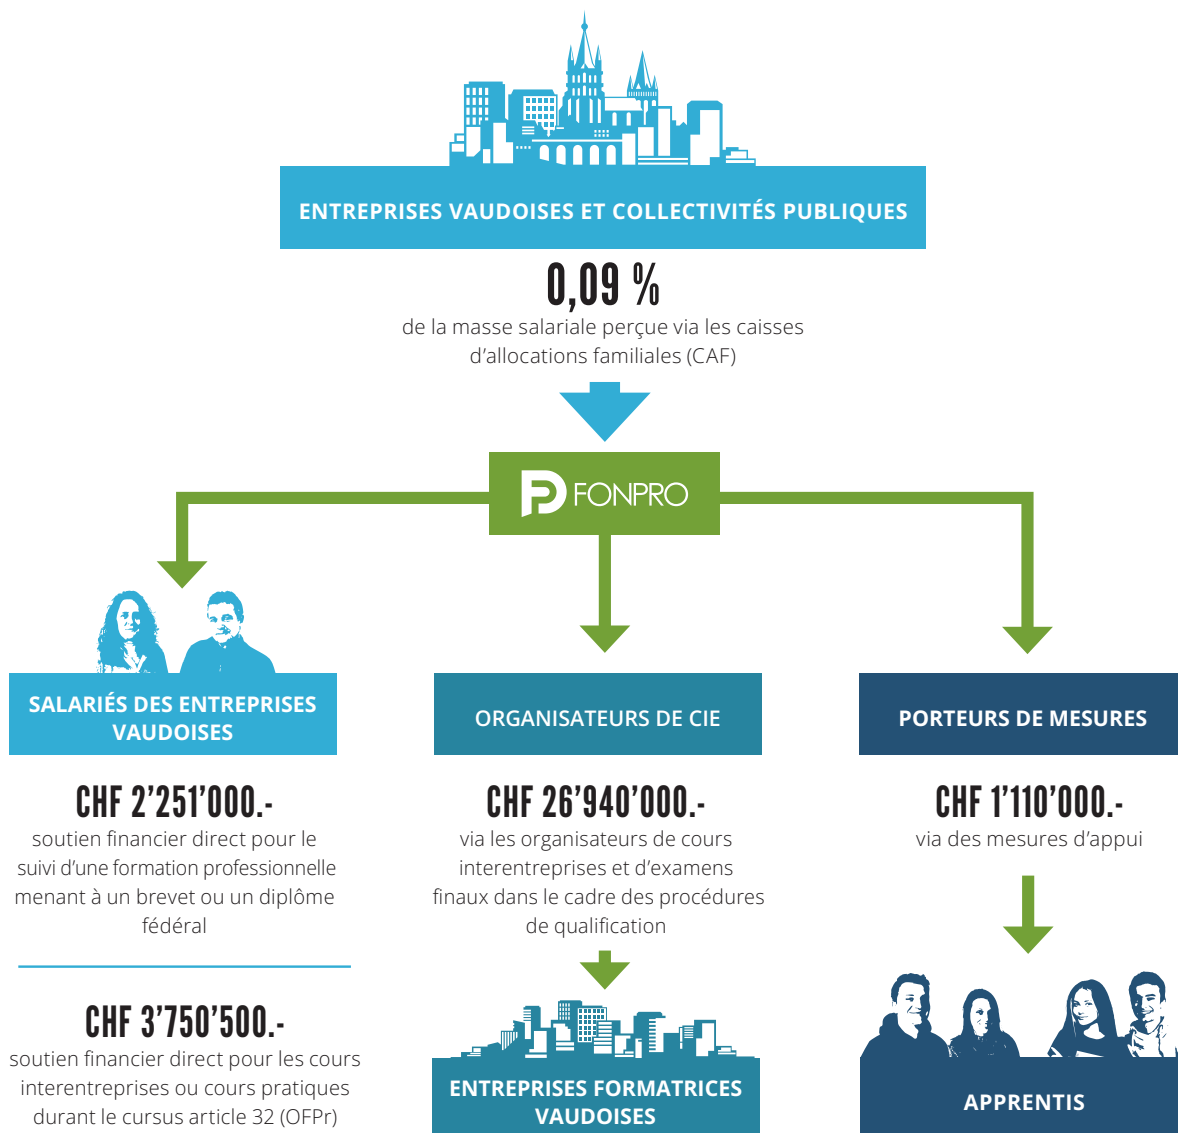 ENTREPRISES VAUDOISES ET COLLECTIVITÉS PUBLIQUES
0,09 %
de la masse salariale perçue via les caisses
d’allocations familiales (CAF)
FONPRO
SALARIÉS DES ENTREPRISES
VAUDOISES
CHF 2’251’000.-
soutien financier direct pour le
suivi d’une formation professionnelle
menant à un brevet ou un diplôme
fédéral
CHF 3’750’500.-
soutien financier direct pour les cours
interentreprises ou cours pratiques
durant le cursus article 32 (OFPr)
ORGANISATEURS DE CIE
CHF 26’940’000.-
via les organisateurs de cours
interentreprises et d’examens
finaux dans le cadre des procédures
de qualification
ENTREPRISES FORMATRICES
VAUDOISES
PORTEURS DE MESURES
CHF 1’110’000.-
via des mesures d’appui
APPRENTIS